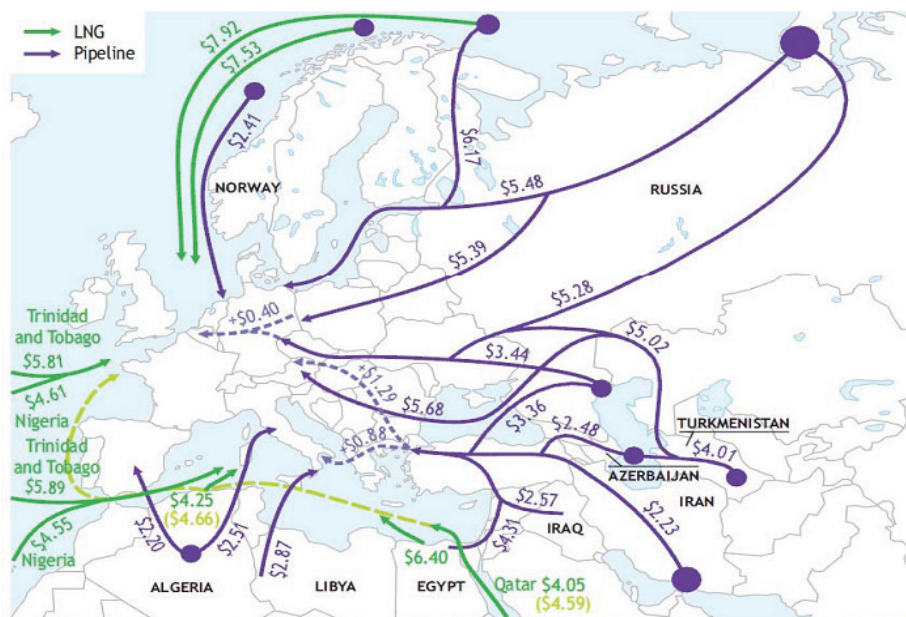 LNG
Pipeline
$7.92
$7.53
$2.41
$6.17
NORWAY
$5.48
RUSSIA
$5.39
$5.28
+$0.40
Trinidad
and Tobago
$5.81
$4.61
Nigeria
$3.44
$5.02
+$1.29
$5.68
$3.36
TURKMENISTAN
Trinidad
and Tobago
$5.89
+$0.88
$2.48
$4.01
AZERBAIJAN
IRAN
$4.25
($4.66)
$4.55
Nigeria
$2.20
$2.51
$2.87
$2.57
IRAQ
$4.31
$2.23
$6.40
ALGERIA
LIBYA
EGYPT
Qatar $4.05
($4.59)